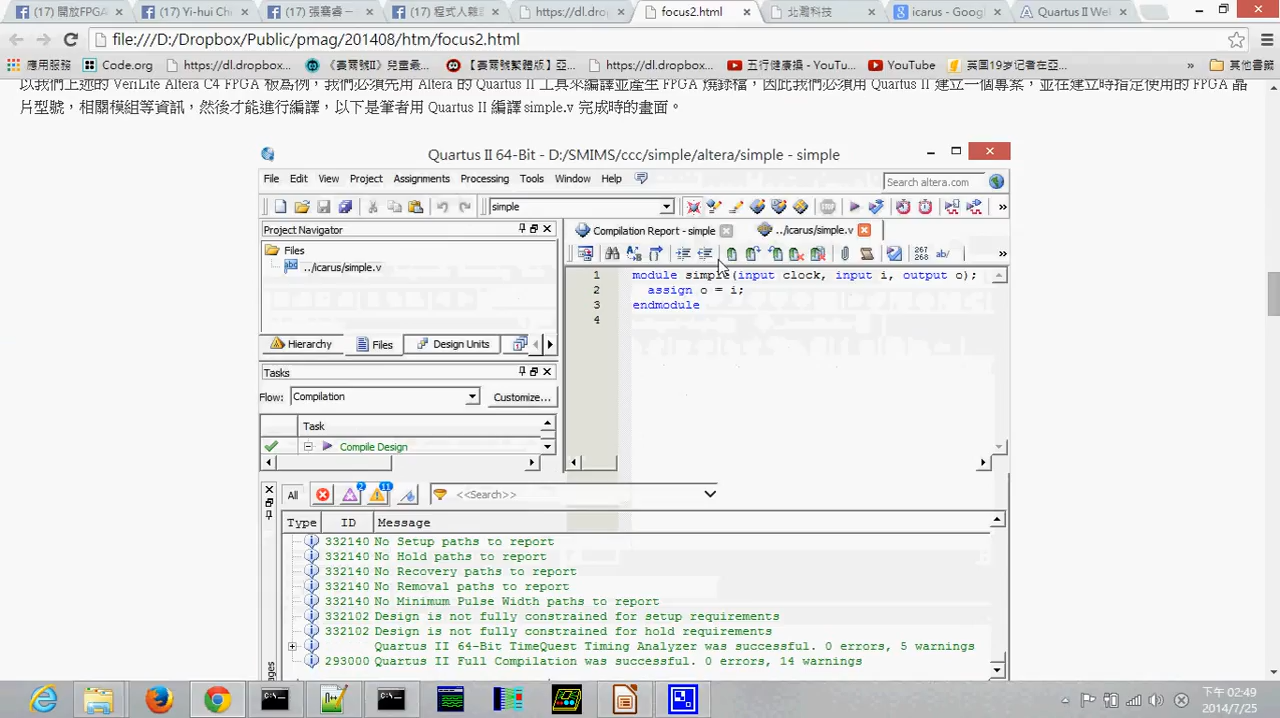 (17) 開放FPGA
(17) Yi-hui Ch
(17) 張塞睿－
(17) 程式人雜
https://dl.dro
focus2.html
北瀚科技
icarus - Goog
Quartus II We
file:///D:/Dropbox/Public/pmag/201408/htm/focus2.html
應用服務
Code.org
https://dl.dropbox...
【賽爾號II】兒童最...
【賽爾號繁體版】亞...
https://dl.dropbox...
五行健康操 - YouTu...
YouTube
英国19岁记者在亞...
»
其他書籤
以我們上述的 VeriLite Altera C4 FPGA 板為例，我們必須先用 Altera 的 Quartus II 工具來編譯並產生 FPGA 燒錄檔，因此我們必須用 Quartus II 建立一個專案，並在建立時指定使用的 FPGA 晶
片型號，相關模組等資訊，然後才能進行編譯，以下是筆者用 Quartus II 編譯 simple.v 完成時的畫面。
Quartus II 64-Bit - D:/SMIMS/ccc/simple/altera/simple - simple
File Edit View Project Assignments Processing Tools Window Help
Search altera.com
simple
»
Project Navigator
Files
../icarus/simple.v
Hierarchy
Files
Design Units
Tasks
Flow: Compilation
Customize...
Task
Compile Design
Compilation Report - simple
../icarus/simple.v
267
268
ab/
»
1 module simple(input clock, input i, output o);
2 assign o = i;
3 endmodule
4
All
2
11
<<Search>>
Type ID Message
332140 No Setup paths to report
332140 No Hold paths to report
332140 No Recovery paths to report
332140 No Removal paths to report
332140 No Minimum Pulse Width paths to report
332102 Design is not fully constrained for setup requirements
332102 Design is not fully constrained for hold requirements
Quartus II 64-Bit TimeQuest Timing Analyzer was successful. 0 errors, 5 warnings
293000 Quartus II Full Compilation was successful. 0 errors, 14 warnings
ages
下午 02:49
2014/7/25